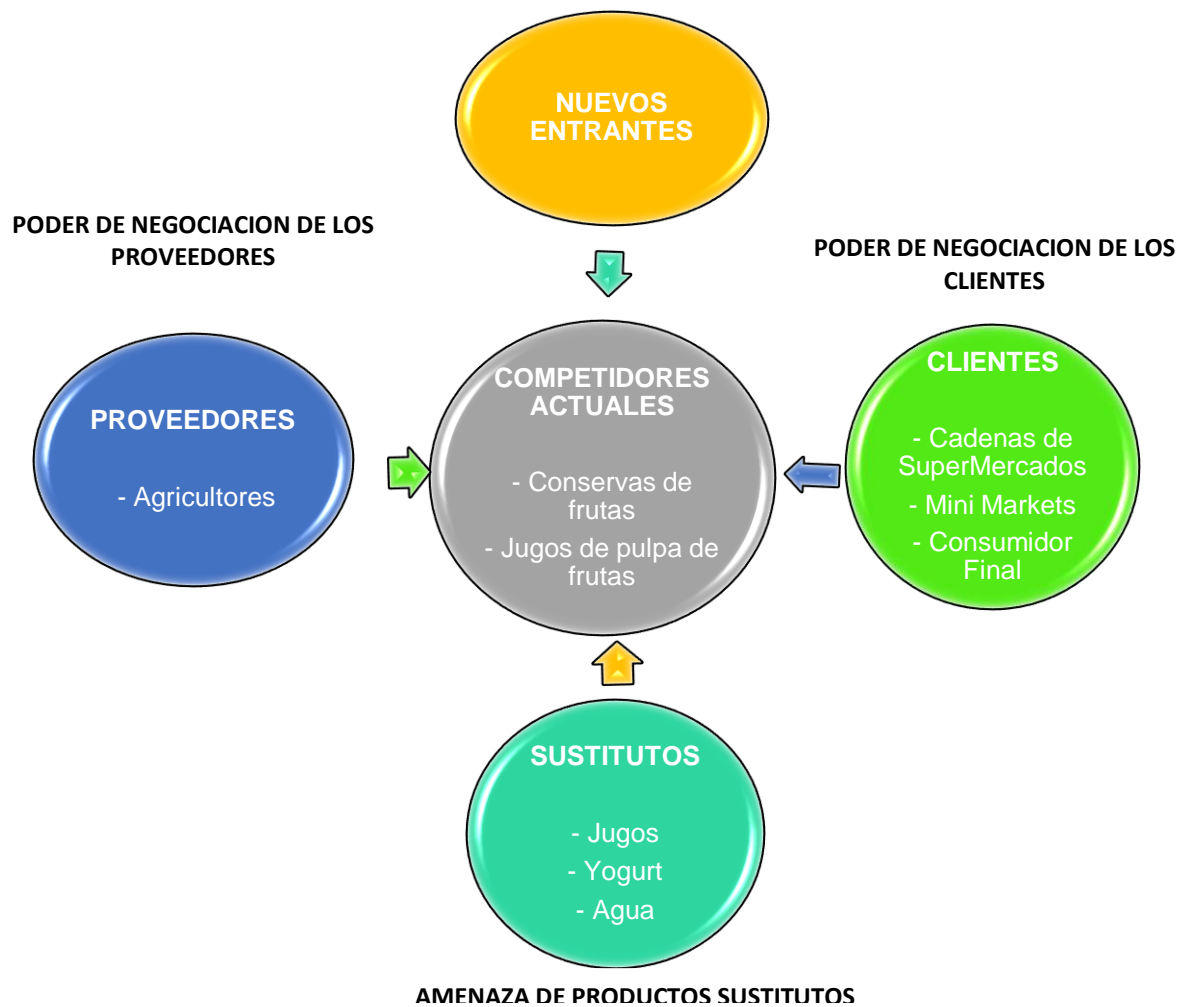 NUEVOS
ENTRANTES
PODER DE NEGOCIACION DE LOS
PROVEEDORES
PODER DE NEGOCIACION DE LOS
CLIENTES
PROVEEDORES
- Agricultores
COMPETIDORES
ACTUALES
- Conservas de
frutas
- Jugos de pulpa de
frutas
CLIENTES
- Cadenas de
SuperMercados
- Mini Markets
- Consumidor
Final
SUSTITUTOS
- Jugos
- Yogurt
- Agua
AMENAZA DE PRODUCTOS SUSTITUTOS